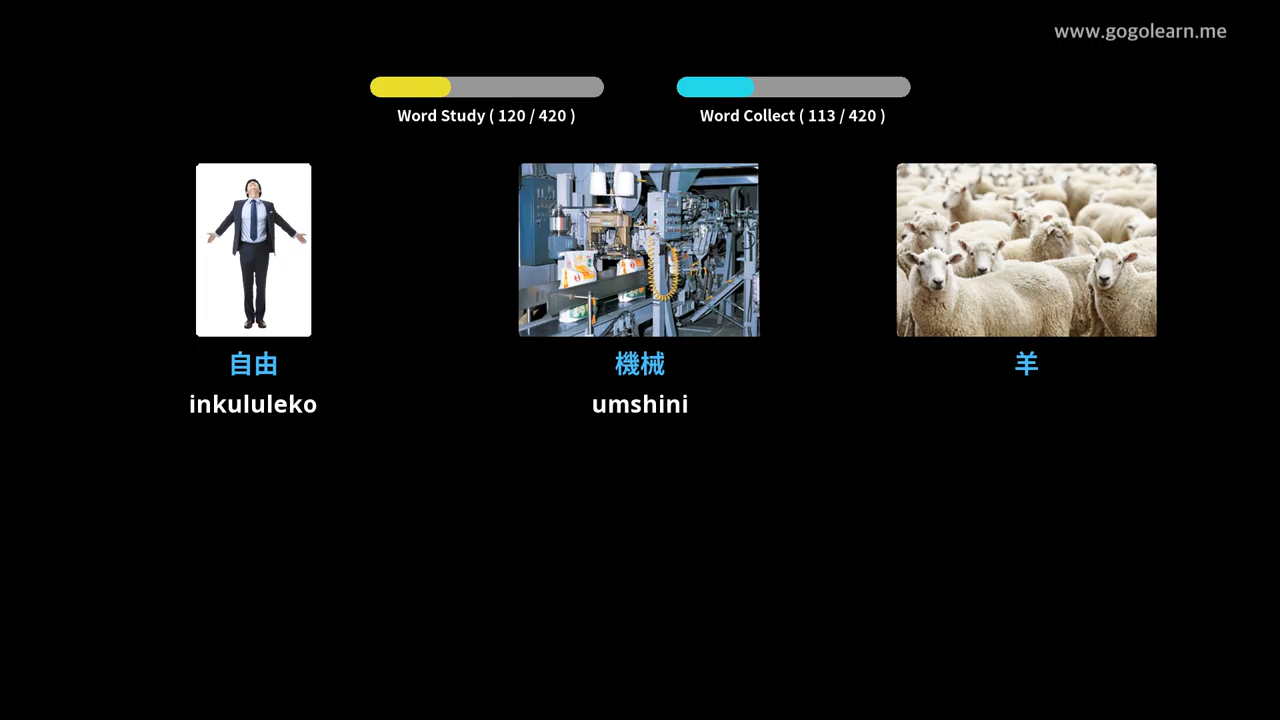 www.gogolearn.me
Word Study ( 120 / 420 )
Word Collect ( 113 / 420 )
自由
機械
羊
inkululeko
umshini